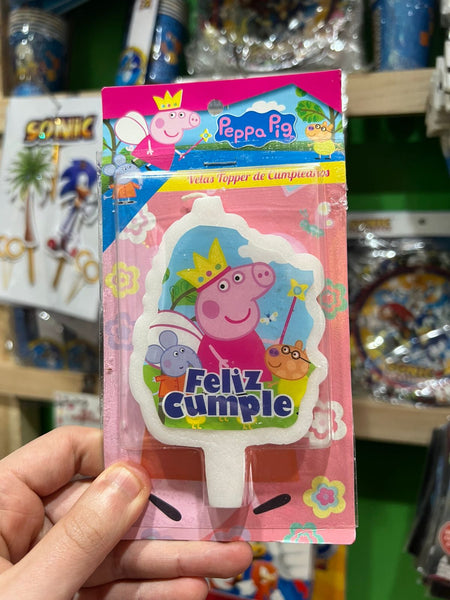 Peppa Pig
Velas Topper de Cumpleaños
SONIC
Feliz
Cumple